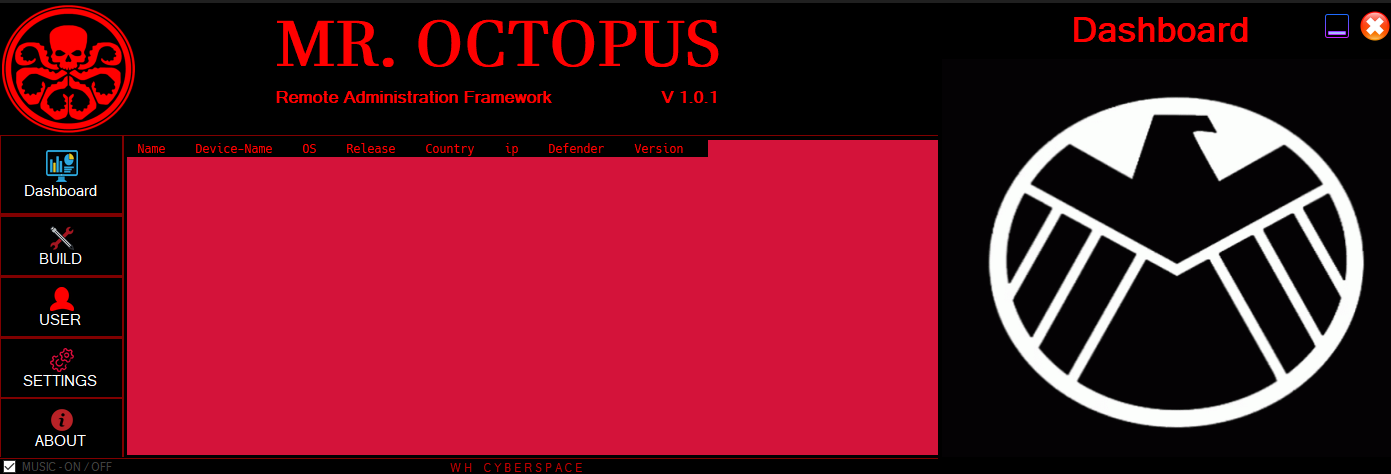 MR. OCTOPUS
Remote Administration Framework V 1.0.1
Dashboard
Name Device-Name OS Release Country ip Defender Version
Dashboard
BUILD
USER
SETTINGS
ABOUT
MUSIC - ON / OFF
WH CYBERSPACE